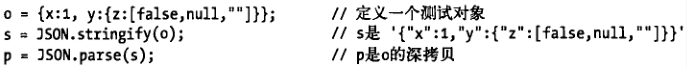 o = {x:1, y:{z:[false,null,""]}}; // 定义一个测试对象
s = JSON.stringify(o); // s是 '{"x":1,"y":{"z":[false,null,""]}}'
p = JSON.parse(s); // p是o的深拷贝